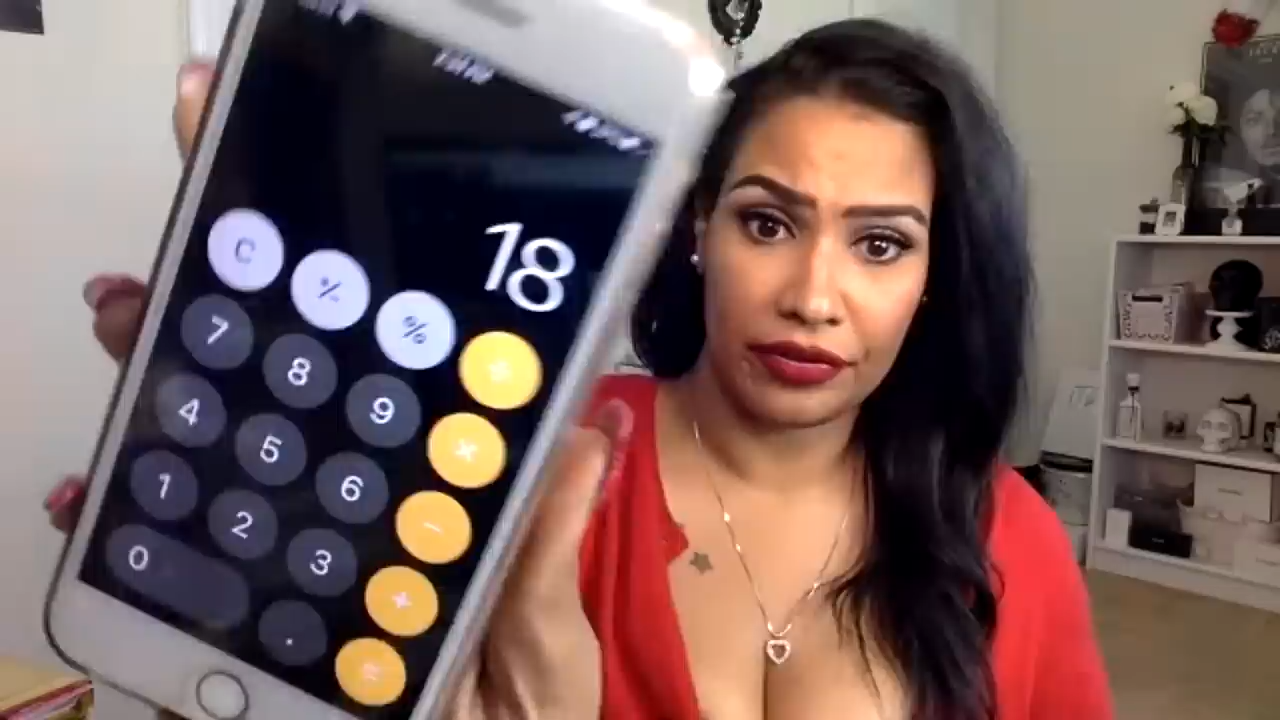 18
C +/- %
÷
7 8 9 ×
4 5 6 −
1 2 3 +
0 . =